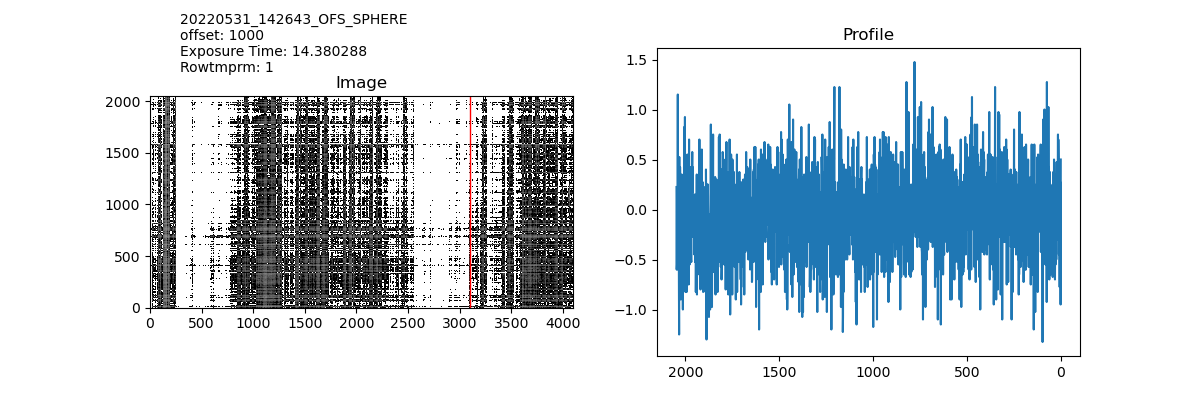 20220531_142643_OFS_SPHERE
offset: 1000
Exposure Time: 14.380288
Rowtmprm: 1
Image
2000
1500
1000
500
0
0 500 1000 1500 2000 2500 3000 3500 4000
Profile
1.5
1.0
0.5
0.0
−0.5
−1.0
2000 1500 1000 500 0